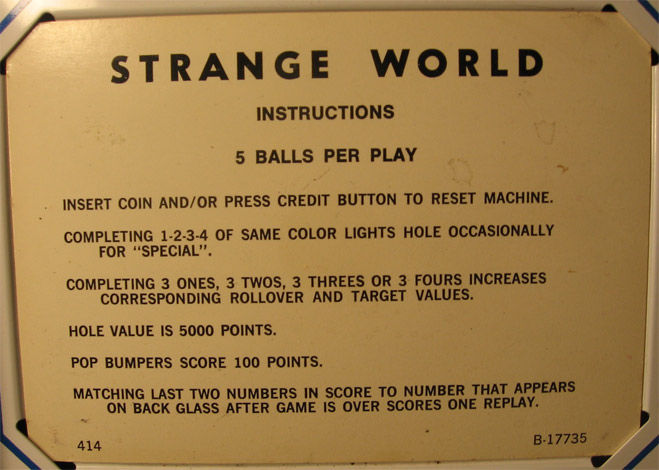 STRANGE WORLD
INSTRUCTIONS
5 BALLS PER PLAY
INSERT COIN AND/OR PRESS CREDIT BUTTON TO RESET MACHINE.
COMPLETING 1-2-3-4 OF SAME COLOR LIGHTS HOLE OCCASIONALLY
FOR "SPECIAL".
COMPLETING 3 ONES, 3 TWOS, 3 THREES OR 3 FOURS INCREASES
CORRESPONDING ROLLOVER AND TARGET VALUES.
HOLE VALUE IS 5000 POINTS.
POP BUMPERS SCORE 100 POINTS.
MATCHING LAST TWO NUMBERS IN SCORE TO NUMBER THAT APPEARS
ON BACK GLASS AFTER GAME IS OVER SCORES ONE REPLAY.
414 B-17735